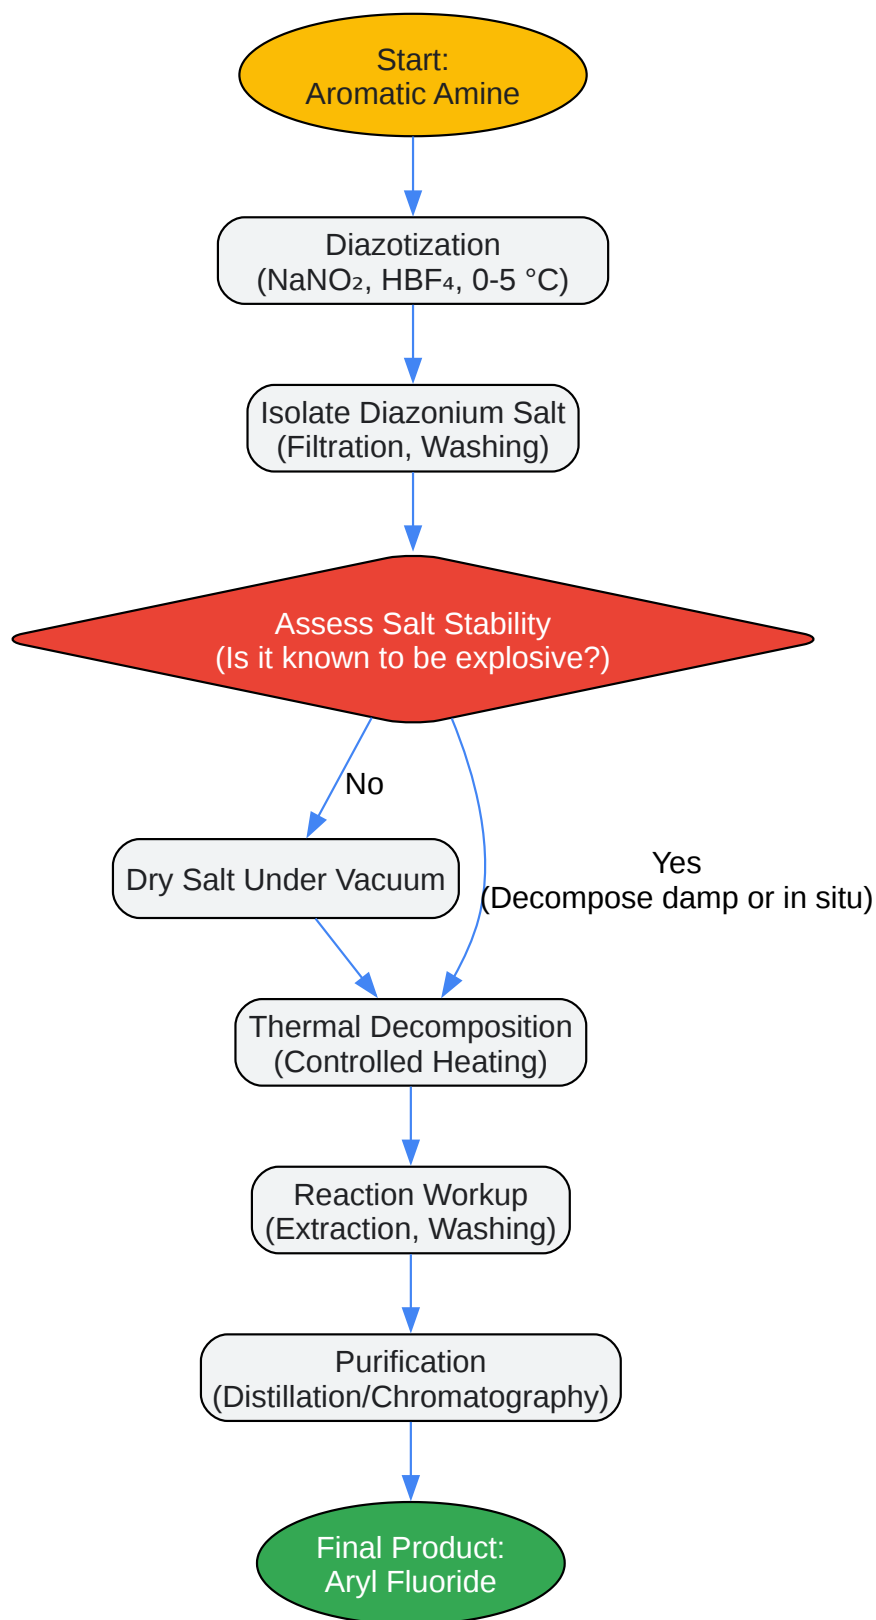 Start:
Aromatic Amine
Diazotization
(NaNO₂, HBF₄, 0-5 °C)
Isolate Diazonium Salt
(Filtration, Washing)
Assess Salt Stability
(Is it known to be explosive?)
No
Dry Salt Under Vacuum
Yes
(Decompose damp or in situ)
Thermal Decomposition
(Controlled Heating)
Reaction Workup
(Extraction, Washing)
Purification
(Distillation/Chromatography)
Final Product:
Aryl Fluoride